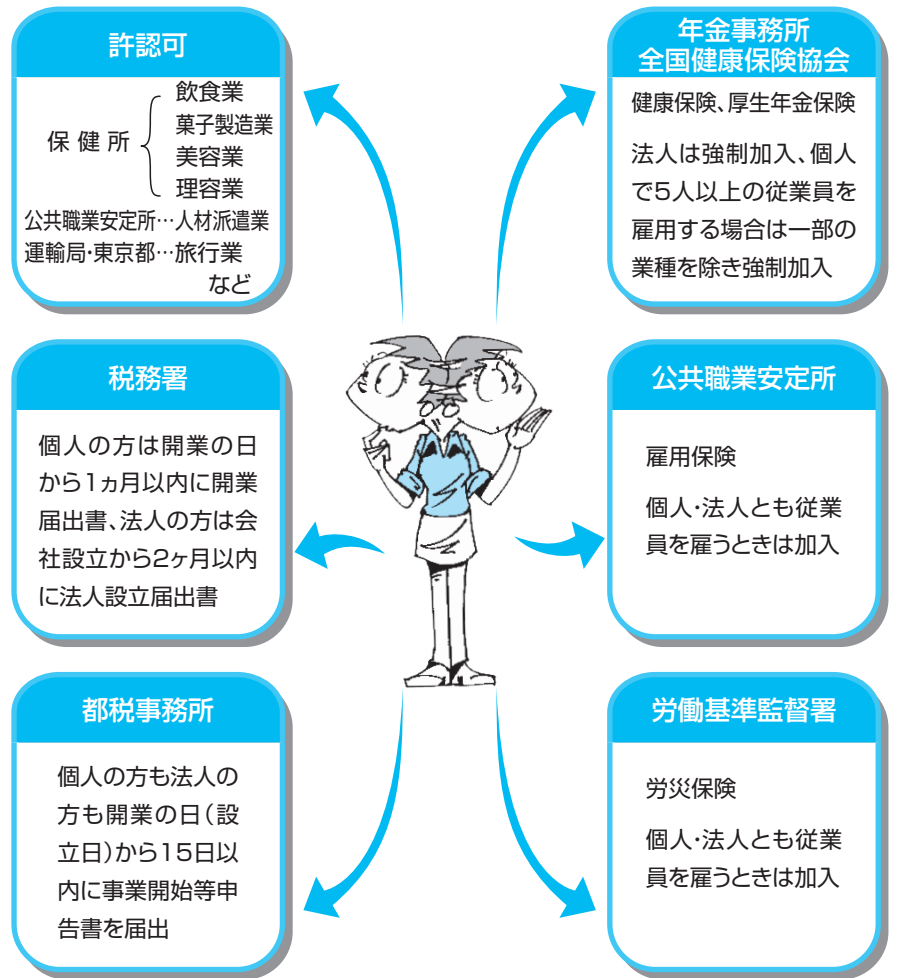 許認可
保健所
飲食業
菓子製造業
美容業
理容業
公共職業安定所…人材派遣業
運輸局・東京都…旅行業
など
年金事務所
全国健康保険協会
健康保険、厚生年金保険
法人は強制加入、個人
で5人以上の従業員を
雇用する場合は一部の
業種を除き強制加入
税務署
個人の方は開業の日
から1ヵ月以内に開業
届出書、法人の方は会
社設立から2ヶ月以内
に法人設立届出書
公共職業安定所
雇用保険
個人・法人とも従業
員を雇うときは加入
都税事務所
個人の方も法人の
方も開業の日（設
立日）から15日以
内に事業開始等申
告書を届出
労働基準監督署
労災保険
個人・法人とも従業
員を雇うときは加入